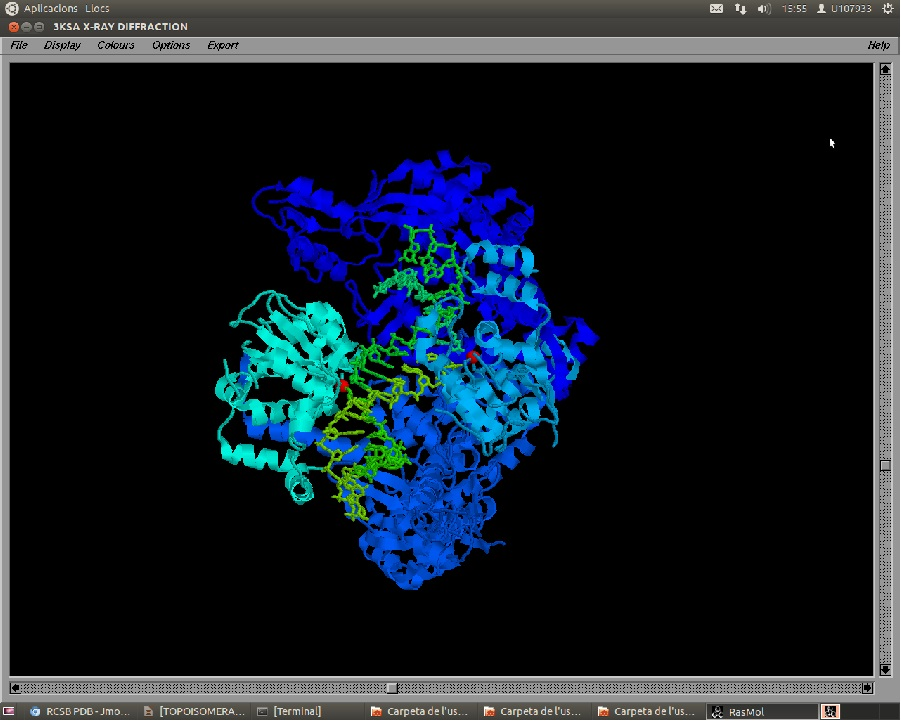 Aplicacions Llocs 15:55 U107933
3KSA X-RAY DIFFRACTION
File Display Colours Options Export Help
RCSB PDB - Jmo... [TOPOISOMERA... [Terminal] Carpeta de l'us... Carpeta de l'us... Carpeta de l'us... RasMol